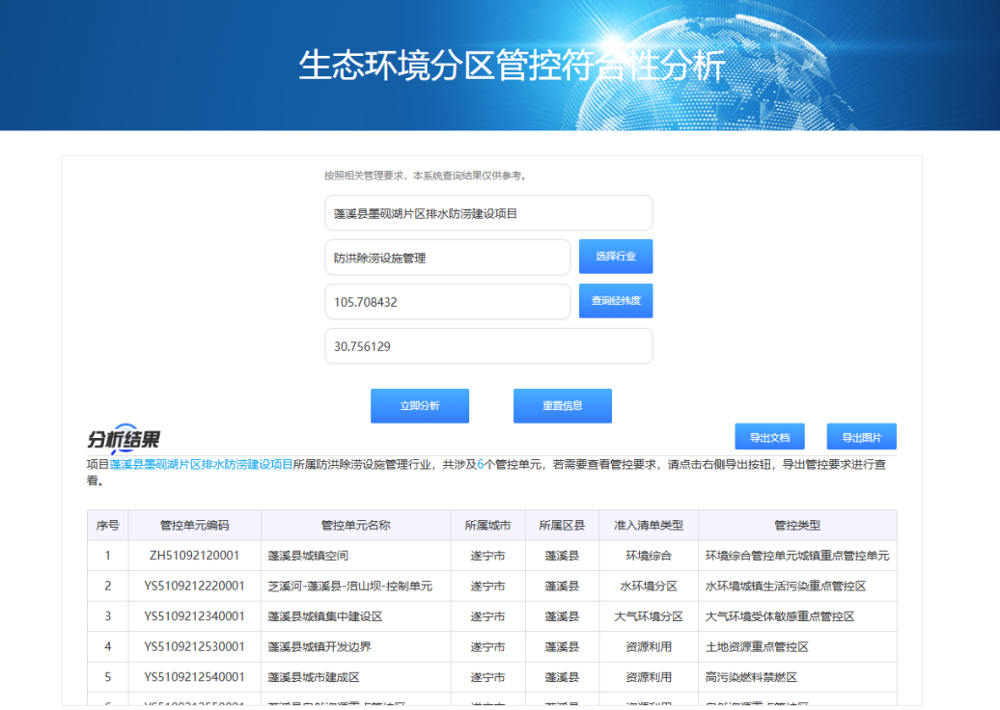 生态环境分区管控符合性分析
按照相关管理要求，本系统查询结果仅供参考。
蓬溪县墨砚湖片区排水防涝建设项目
防洪除涝设施管理 选择行业
105.708432 查询经纬度
30.756129
立即分析 重置信息
分析结果 导出文档 导出图片
项目蓬溪县墨砚湖片区排水防涝建设项目所属防洪除涝设施管理行业，共涉及6个管控单元，若需要查看管控要求，请点击右侧导出按钮，导出管控要求进行查
看。
序号 管控单元编码 管控单元名称 所属城市 所属区县 准入清单类型 管控类型
1 ZH51092120001 蓬溪县城镇空间 遂宁市 蓬溪县 环境综合 环境综合管控单元城镇重点管控单元
2 YS5109212220001 芝溪河-蓬溪县-涪山坝-控制单元 遂宁市 蓬溪县 水环境分区 水环境城镇生活污染重点管控区
3 YS5109212340001 蓬溪县城镇集中建设区 遂宁市 蓬溪县 大气环境分区 大气环境受体敏感重点管控区
4 YS5109212530001 蓬溪县城镇开发边界 遂宁市 蓬溪县 资源利用 土地资源重点管控区
5 YS5109212540001 蓬溪县城市建成区 遂宁市 蓬溪县 资源利用 高污染燃料禁燃区